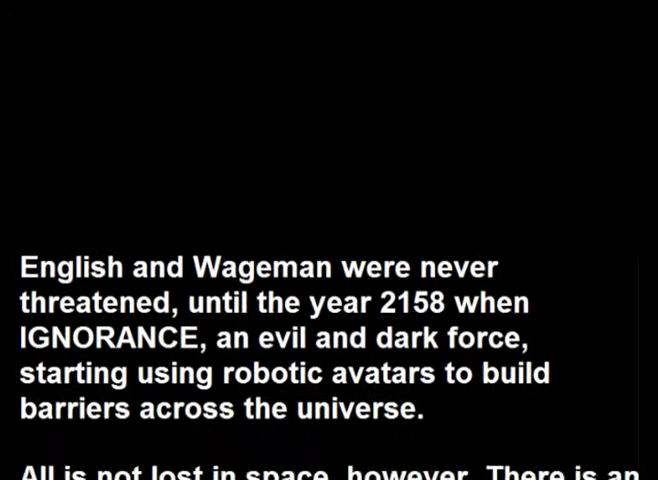 English and Wageman were never
threatened, until the year 2158 when
IGNORANCE, an evil and dark force,
starting using robotic avatars to build
barriers across the universe.
All is not lost in space, however. There is an